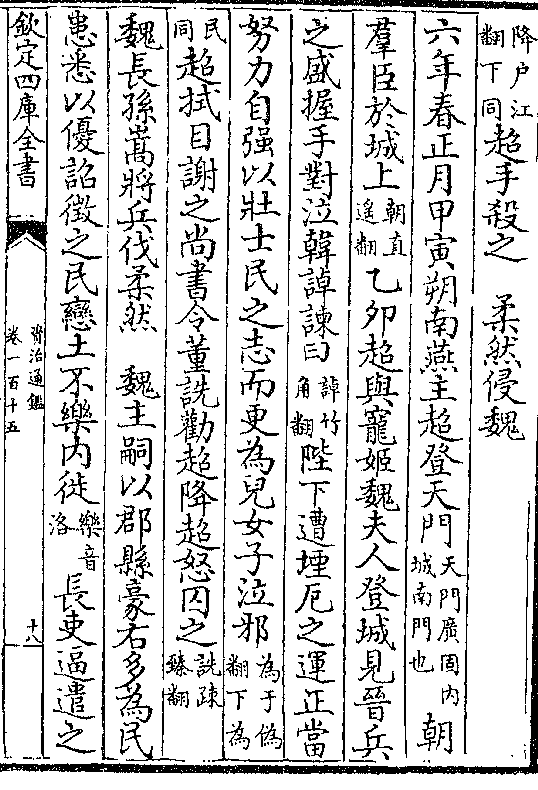 降户江翻下同超手殺之　柔然侵魏
六年春正月甲寅朔南燕主超登天門天門廣固内城南門也朝
羣臣於城上朝直遥翻乙卯超與寵姬魏夫人登城見晉兵
之盛握手對泣韓𧨳諫曰𧨳竹角翻陛下遭堙厄之運正當
努力自强以壯士民之志而更為兒女子泣邪為于偽翻下為
民同超拭目謝之尚書令董詵勸超降超怒囚之詵疎臻翻
魏長孫嵩將兵伐柔然　魏主嗣以郡縣豪右多為民
患悉以優詔徵之民戀土不樂内徙樂音洛長吏逼遣之
欽定四庫全書
資治通鑑
卷一百十五
十八